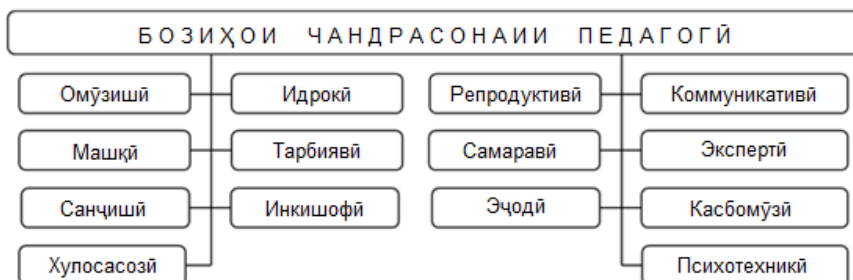 БОЗИҲОИ ЧАНДРАСОНАИИ ПЕДАГОГӢ
Омӯзишӣ
Идрокӣ
Репродуктивӣ
Коммуникативӣ
Машқӣ
Тарбиявӣ
Самаравӣ
Экспертӣ
Санҷишӣ
Инкишофӣ
Эҷодӣ
Касбомӯзӣ
Хулосасозӣ
Психотехникӣ